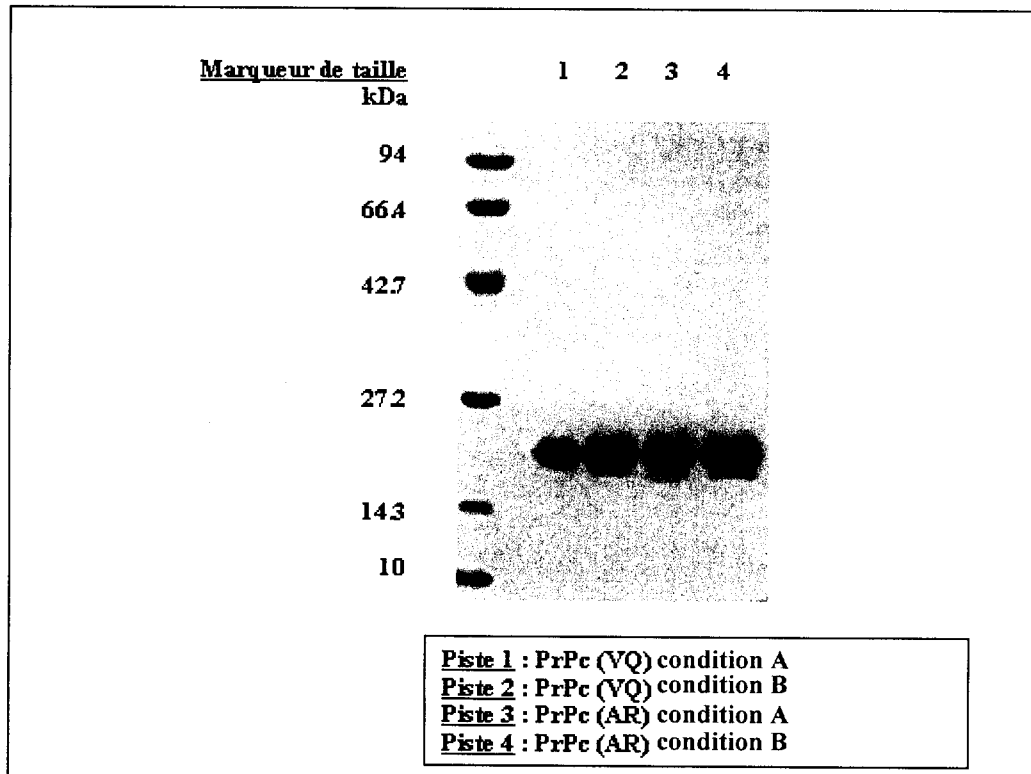 Marqueur de taille 1 2 3 4
kDa
94
66.4
42.7
27.2
14.3
10
Piste 1 : PrPc (VQ) condition A
Piste 2 : PrPc (VQ) condition B
Piste 3 : PrPc (AR) condition A
Piste 4 : PrPc (AR) condition B